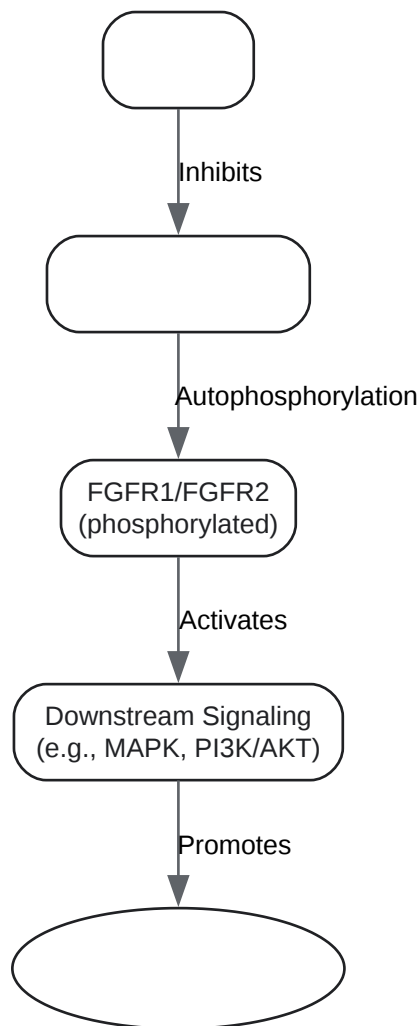 Inhibits
Autophosphorylation
FGFR1/FGFR2
(phosphorylated)
Activates
Downstream Signaling
(e.g., MAPK, PI3K/AKT)
Promotes